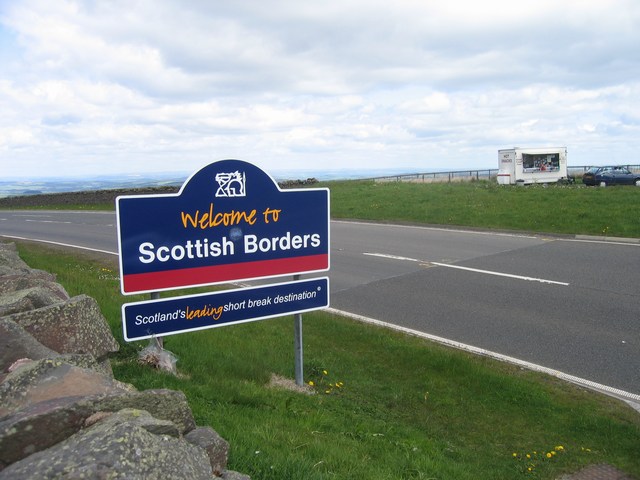 Welcome to
Scottish Borders
Scotland's leading short break destination©